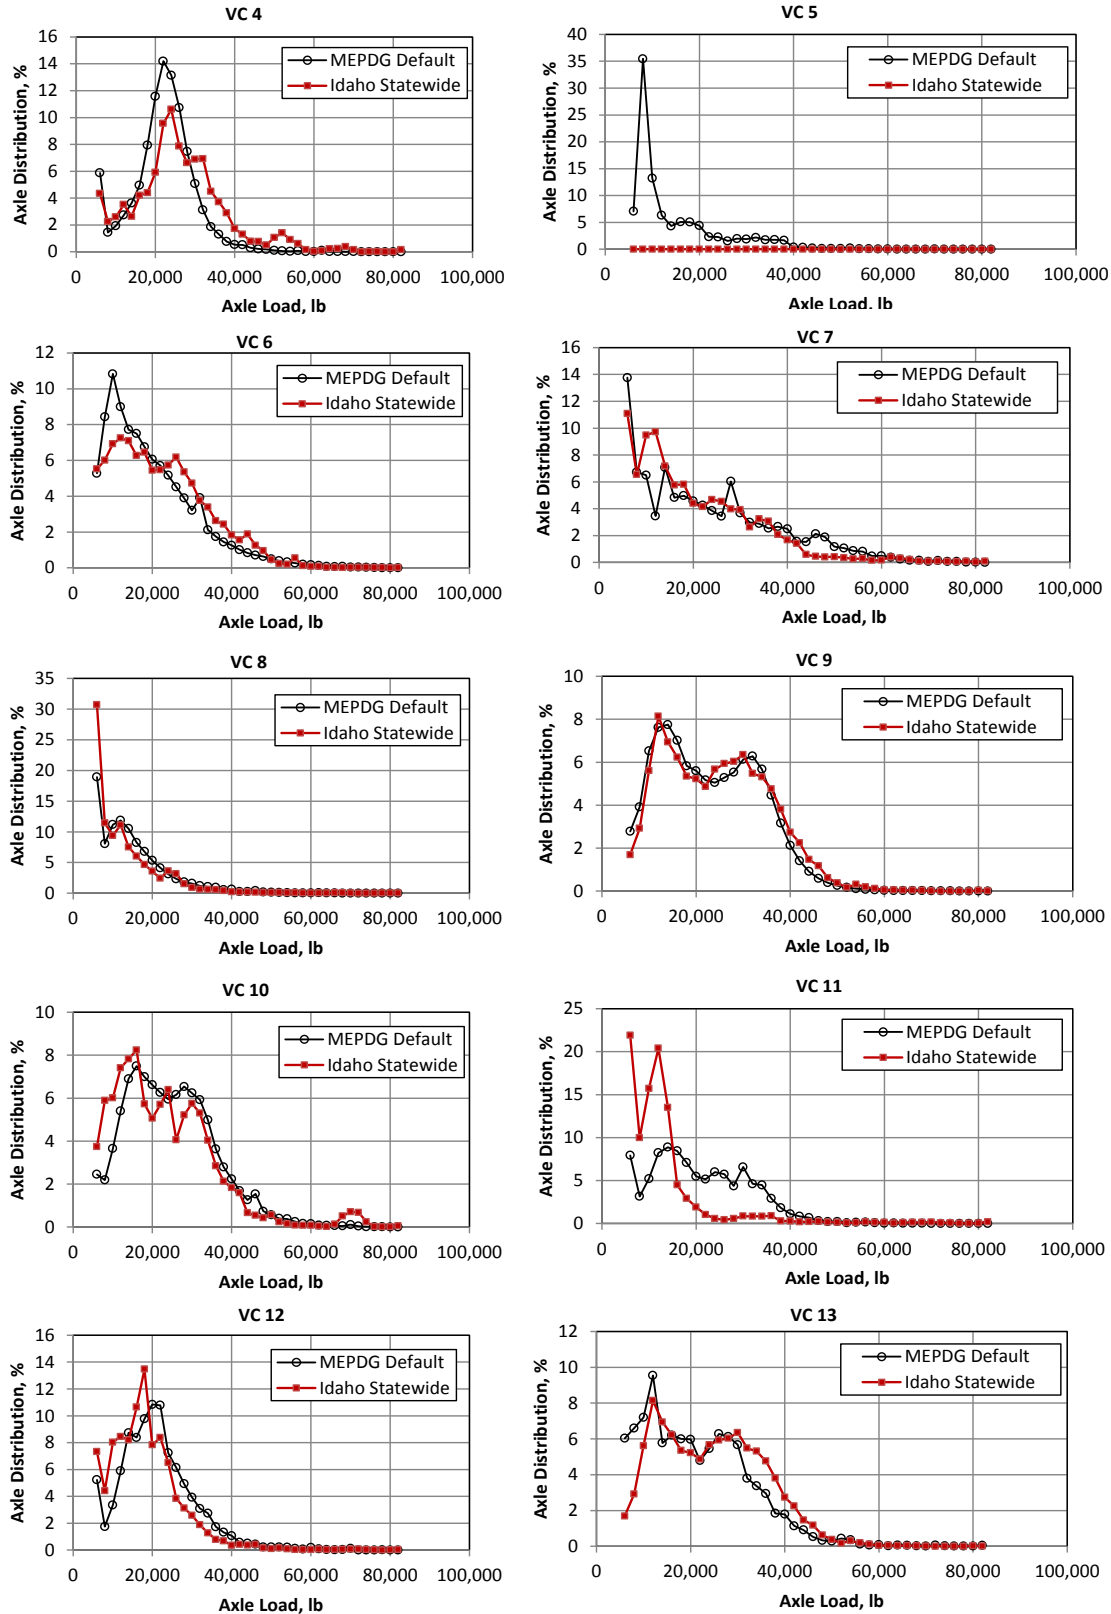 VC 4
16
14
12
10
8
6
4
2
0
Axle Distribution, %
MEPDG Default
Idaho Statewide
0 20,000 40,000 60,000 80,000 100,000
Axle Load, lb
VC 5
40
35
30
25
20
15
10
5
0
Axle Distribution, %
MEPDG Default
Idaho Statewide
0 20,000 40,000 60,000 80,000 100,000
Axle Load, lb
VC 6
12
10
8
6
4
2
0
Axle Distribution, %
MEPDG Default
Idaho Statewide
0 20,000 40,000 60,000 80,000 100,000
Axle Load, lb
VC 7
16
14
12
10
8
6
4
2
0
Axle Distribution, %
MEPDG Default
Idaho Statewide
0 20,000 40,000 60,000 80,000 100,000
Axle Load, lb
VC 8
35
30
25
20
15
10
5
0
Axle Distribution, %
MEPDG Default
Idaho Statewide
0 20,000 40,000 60,000 80,000 100,000
Axle Load, lb
VC 9
10
8
6
4
2
0
Axle Distribution, %
MEPDG Default
Idaho Statewide
0 20,000 40,000 60,000 80,000 100,000
Axle Load, lb
VC 10
10
8
6
4
2
0
Axle Distribution, %
MEPDG Default
Idaho Statewide
0 20,000 40,000 60,000 80,000 100,000
Axle Load, lb
VC 11
25
20
15
10
5
0
Axle Distribution, %
MEPDG Default
Idaho Statewide
0 20,000 40,000 60,000 80,000 100,000
Axle Load, lb
VC 12
16
14
12
10
8
6
4
2
0
Axle Distribution, %
MEPDG Default
Idaho Statewide
0 20,000 40,000 60,000 80,000 100,000
Axle Load, lb
VC 13
12
10
8
6
4
2
0
Axle Distribution, %
MEPDG Default
Idaho Statewide
0 20,000 40,000 60,000 80,000 100,000
Axle Load, lb